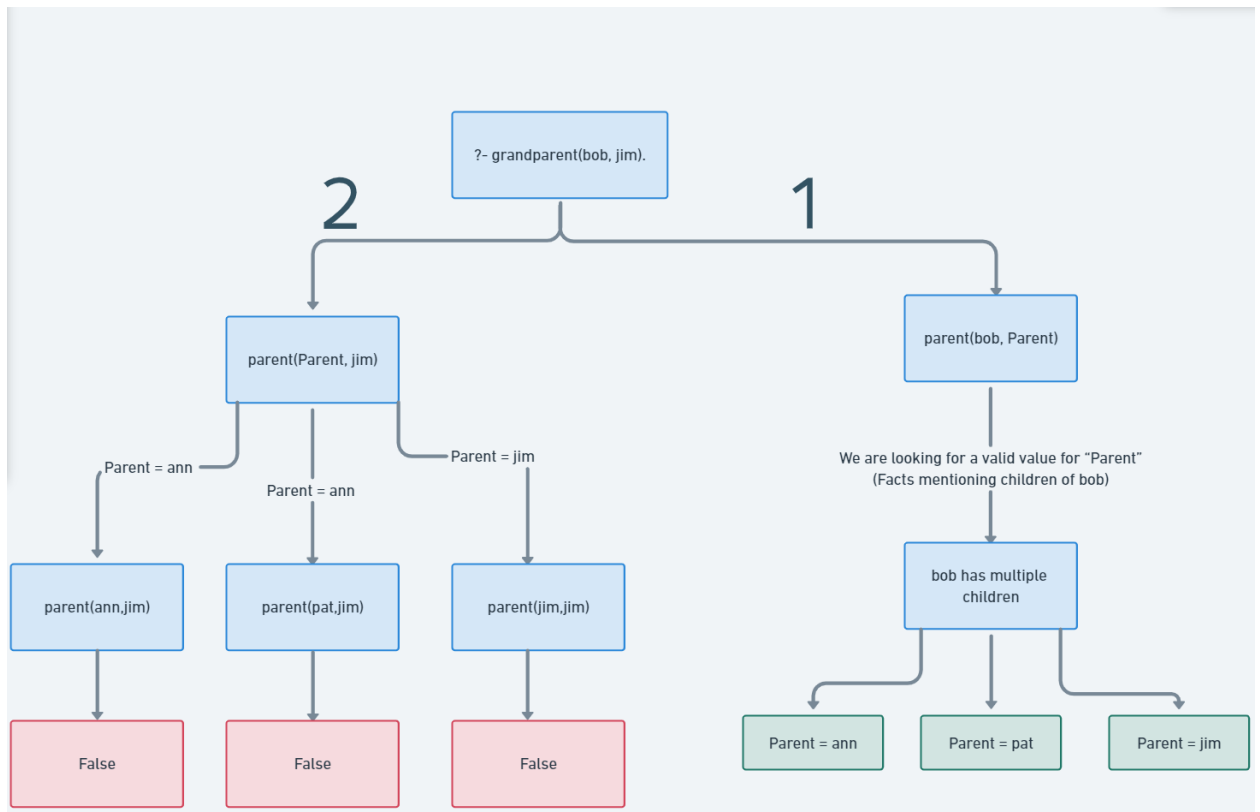 ?- grandparent(bob, jim).
2
1
parent(Parent, jim)
parent(bob, Parent)
Parent = ann
Parent = ann
Parent = jim
We are looking for a valid value for “Parent”
(Facts mentioning children of bob)
parent(ann,jim)
parent(pat,jim)
parent(jim,jim)
bob has multiple
children
False
False
False
Parent = ann
Parent = pat
Parent = jim